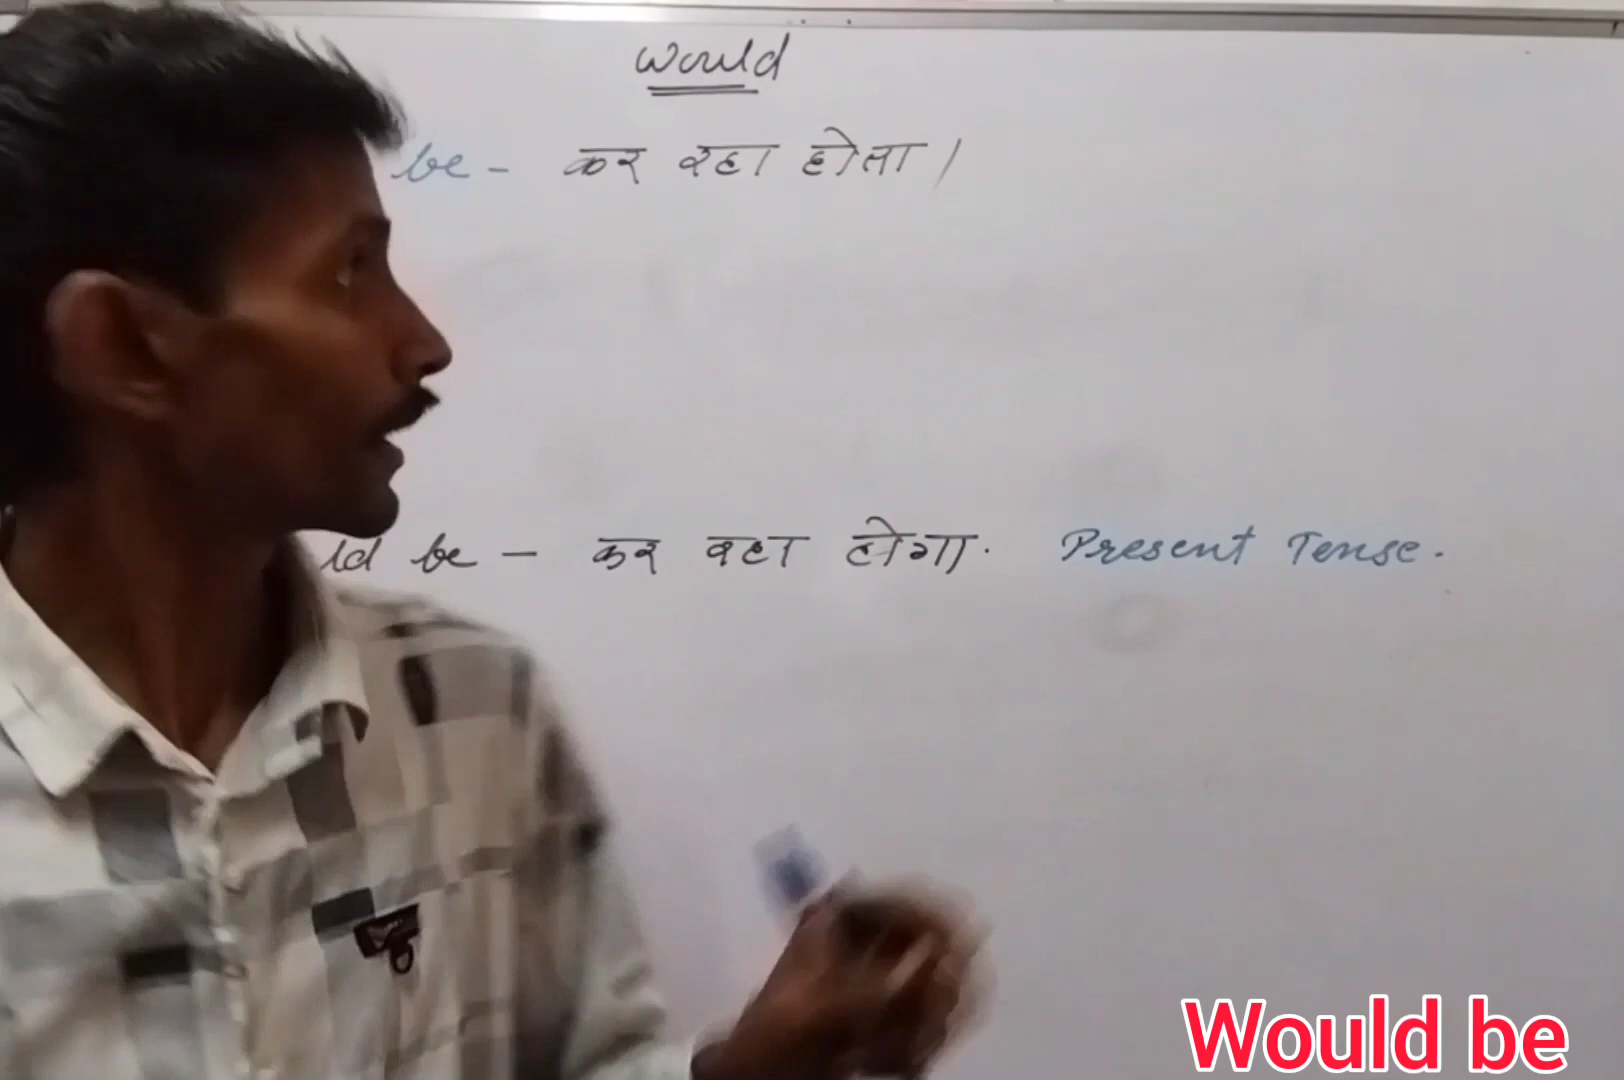 would
be - कर रहा होता।
ld be - कर रहा होगा. Present Tense.
Would be